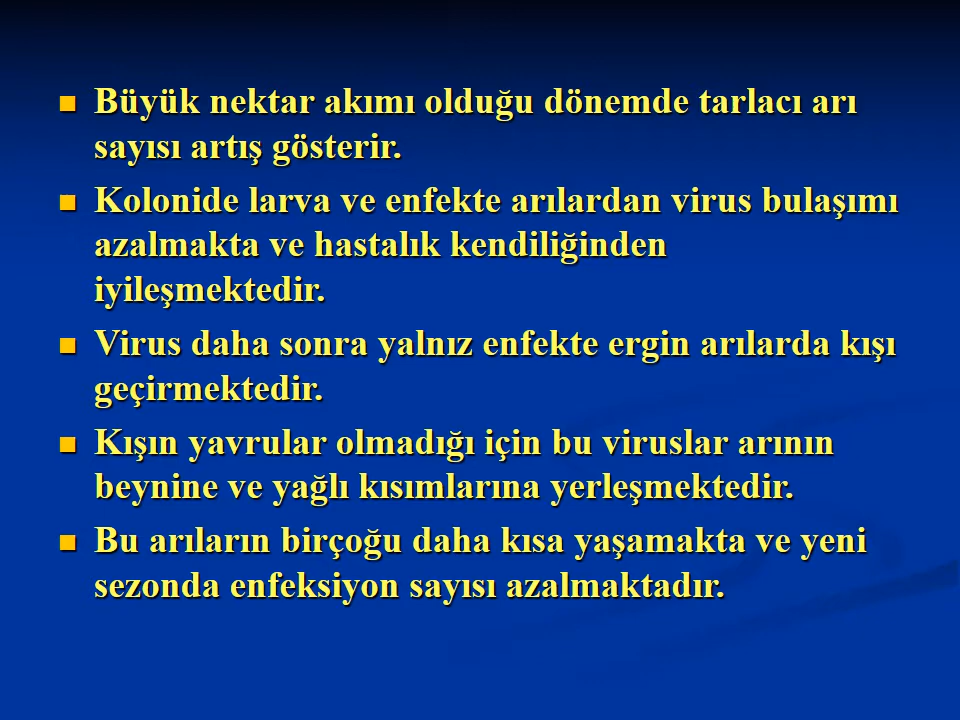 Büyük nektar akımı olduğu dönemde tarlacı arı
sayısı artış gösterir.
Kolonide larva ve enfekte arılardan virus bulaşımı
azalmakta ve hastalık kendiliğinden
iyileşmektedir.
Virus daha sonra yalnız enfekte ergin arılarda kışı
geçirmektedir.
Kışın yavrular olmadığı için bu viruslar arının
beynine ve yağlı kısımlarına yerleşmektedir.
Bu arıların birçoğu daha kısa yaşamakta ve yeni
sezonda enfeksiyon sayısı azalmaktadır.